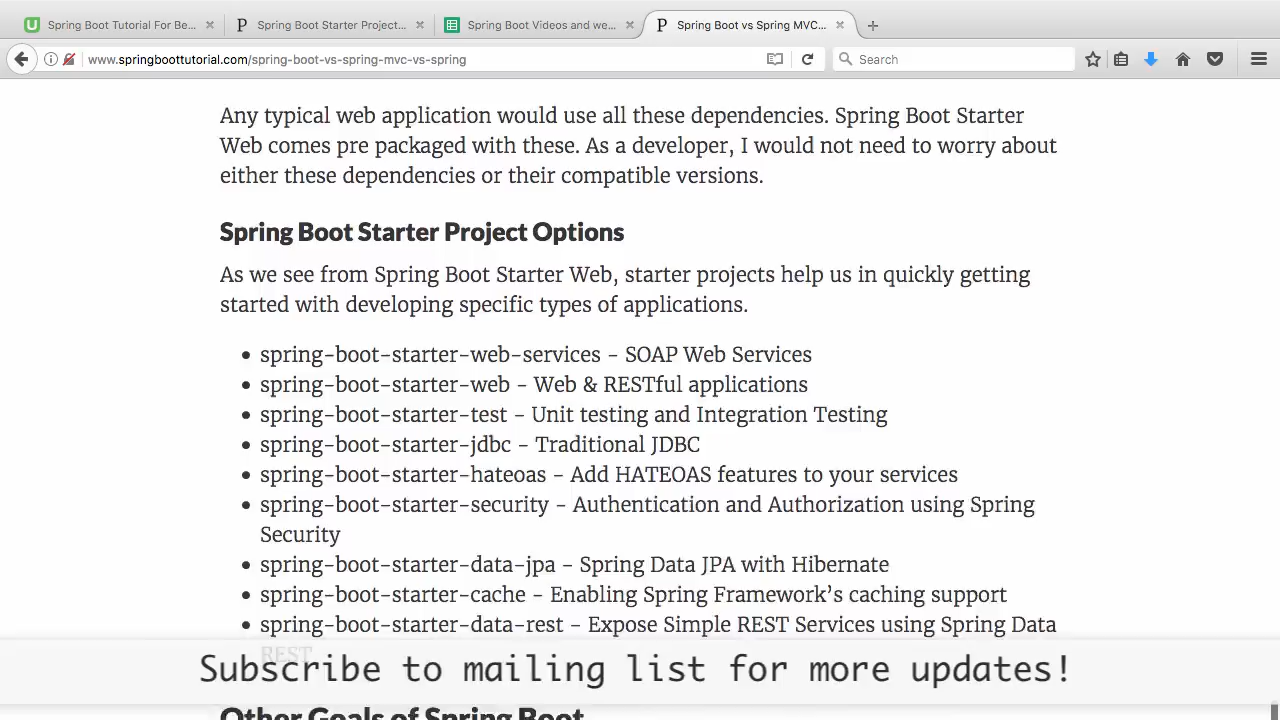 Spring Boot Tutorial For Be...
Spring Boot Starter Project...
Spring Boot Videos and we...
Spring Boot vs Spring MVC...
www.springboottutorial.com/spring-boot-vs-spring-mvc-vs-spring
Search
Any typical web application would use all these dependencies. Spring Boot Starter
Web comes pre packaged with these. As a developer, I would not need to worry about
either these dependencies or their compatible versions.
Spring Boot Starter Project Options
As we see from Spring Boot Starter Web, starter projects help us in quickly getting
started with developing specific types of applications.
• spring-boot-starter-web-services - SOAP Web Services
• spring-boot-starter-web - Web & RESTful applications
• spring-boot-starter-test - Unit testing and Integration Testing
• spring-boot-starter-jdbc - Traditional JDBC
• spring-boot-starter-hateoas - Add HATEOAS features to your services
• spring-boot-starter-security - Authentication and Authorization using Spring
Security
• spring-boot-starter-data-jpa - Spring Data JPA with Hibernate
• spring-boot-starter-cache - Enabling Spring Framework’s caching support
• spring-boot-starter-data-rest - Expose Simple REST Services using Spring Data
REST
Subscribe to mailing list for more updates!
Other Goals of Spring Boot